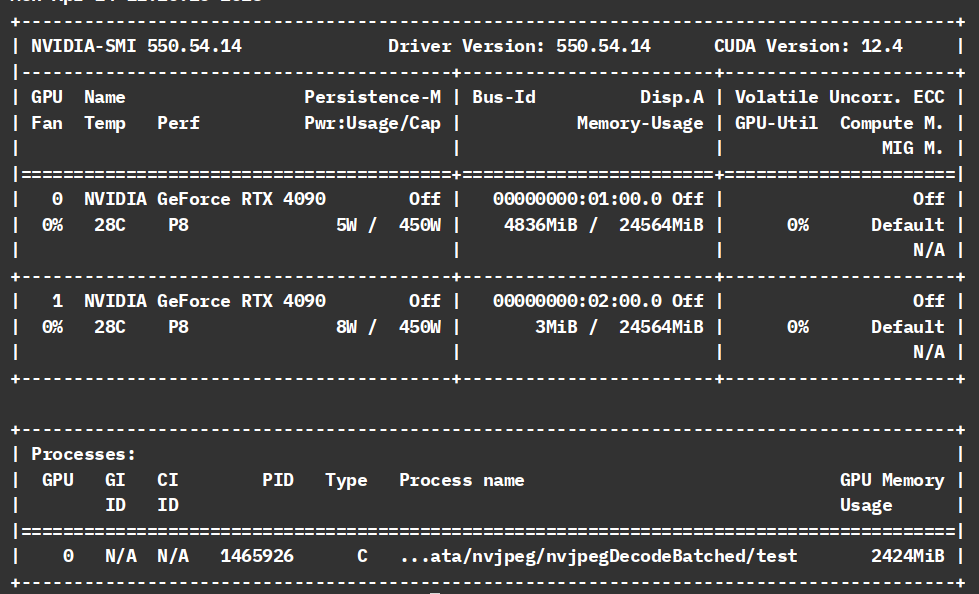 +-----------------------------------------------------------------------------------------+
| NVIDIA-SMI 550.54.14              Driver Version: 550.54.14      CUDA Version: 12.4     |
|-----------------------------------------+------------------------+----------------------+
| GPU  Name                 Persistence-M | Bus-Id          Disp.A | Volatile Uncorr. ECC |
| Fan  Temp   Perf          Pwr:Usage/Cap |           Memory-Usage | GPU-Util  Compute M. |
|                                         |                        |               MIG M. |
|=========================================+========================+======================|
|   0  NVIDIA GeForce RTX 4090        Off |   00000000:01:00.0 Off |                  Off |
|  0%   28C    P8             5W /  450W |    4836MiB /  24564MiB |      0%      Default |
|                                         |                        |                  N/A |
+-----------------------------------------+------------------------+----------------------+
|   1  NVIDIA GeForce RTX 4090        Off |   00000000:02:00.0 Off |                  Off |
|  0%   28C    P8             8W /  450W |       3MiB /  24564MiB |      0%      Default |
|                                         |                        |                  N/A |
+-----------------------------------------+------------------------+----------------------+

+-----------------------------------------------------------------------------------------+
| Processes:                                                                              |
|  GPU   GI   CI        PID   Type   Process name                              GPU Memory |
|        ID   ID                                                               Usage      |
|=========================================================================================|
|    0   N/A  N/A   1465926      C   ...ata/nvjpeg/nvjpegDecodeBatched/test       2424MiB |
+-----------------------------------------------------------------------------------------+